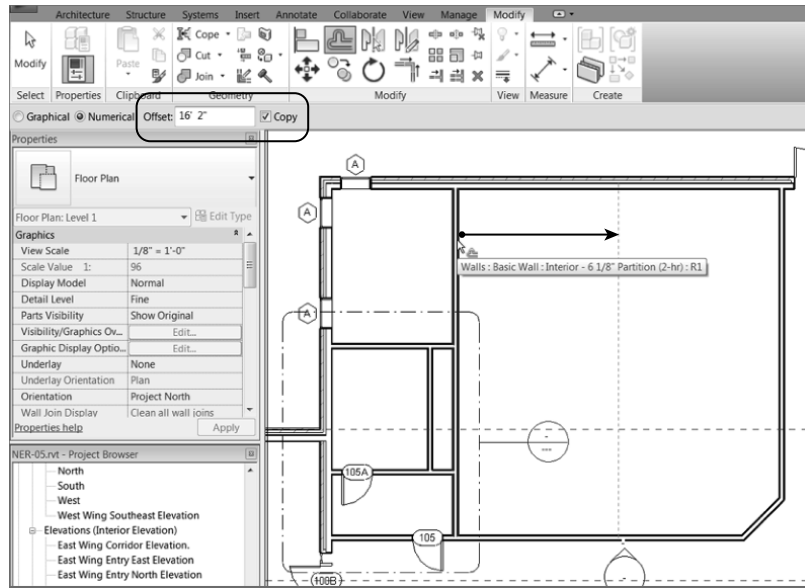 Architecture Structure Systems Insert Annotate Collaborate View Manage Modify
Modify Paste Cope Cut Join
Select Properties Clipboard Geometry Modify View Measure Create
Graphical Numerical Offset: 16' 2" Copy
Properties
Floor Plan
Floor Plan: Level 1 Edit Type
Graphics
View Scale 1/8" = 1'-0"
Scale Value 1: 96
Display Model Normal
Detail Level Fine
Parts Visibility Show Original
Visibility/Graphics Ov... Edit...
Graphic Display Optio... Edit...
Underlay None
Underlay Orientation Plan
Orientation Project North
Wall Join Display Clean all wall joins
Properties help Apply
NER-05.rvt - Project Browser
North
South
West
West Wing Southeast Elevation
Elevations (Interior Elevation)
East Wing Corridor Elevation.
East Wing Entry East Elevation
East Wing Entry North Elevation
A
A
A
Walls : Basic Wall : Interior - 6 1/8" Partition (2-hr) : R1
-
---
105A
105
108B